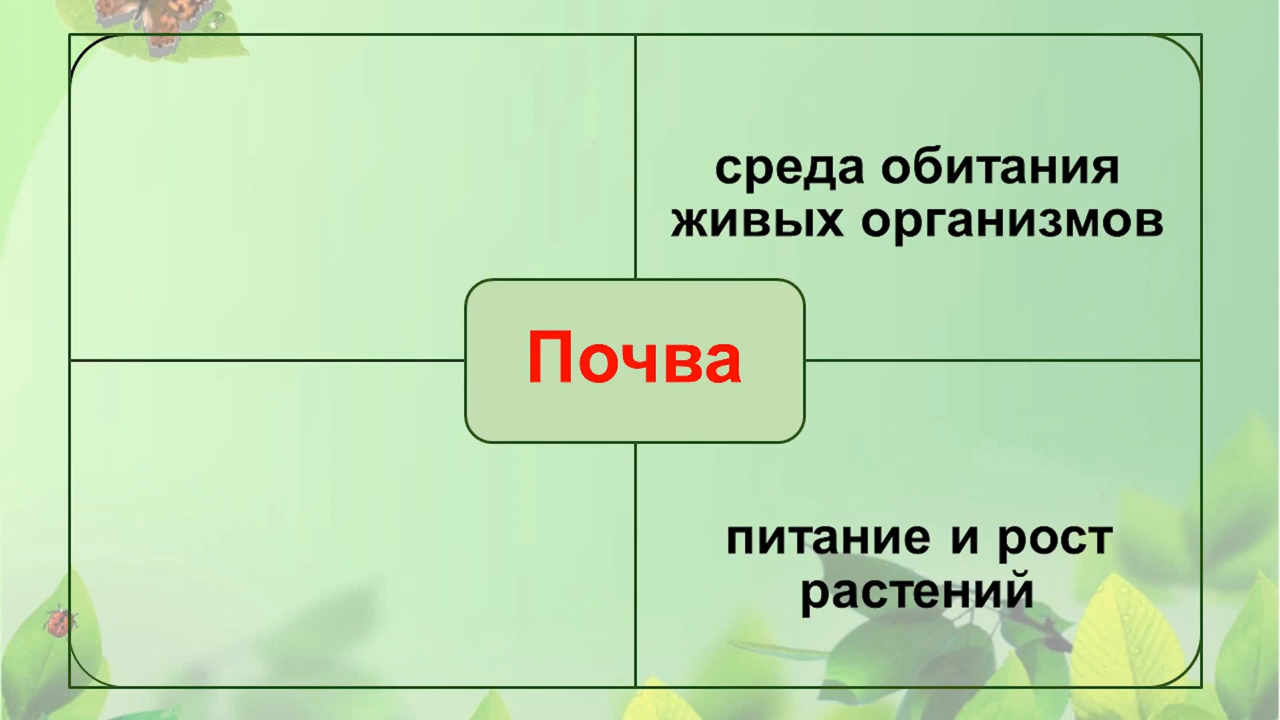 среда обитания
живых организмов
Почва
питание и рост
растений